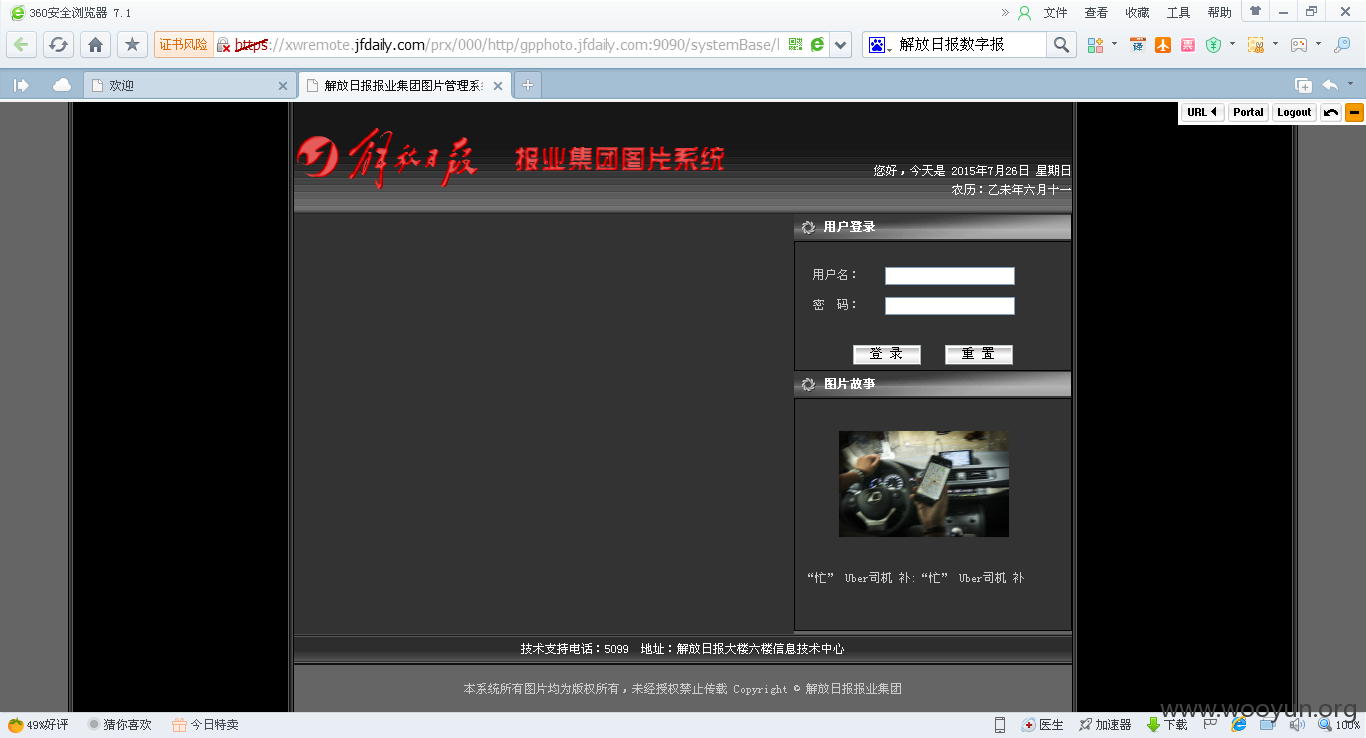 360安全浏览器 7.1
» 文件 查看 收藏 工具 帮助
证书风险 https://xwremote.jfdaily.com/prx/000/http/gpphoto.jfdaily.com:9090/systemBase/l
解放日报数字报
欢迎
解放日报报业集团图片管理系
URL Portal Logout
解放日报 报业集团图片系统
您好，今天是 2015年7月26日 星期日
农历：乙未年六月十一
用户登录
用户名：
密 码：
登 录 重 置
图片故事
“忙” Uber司机 补:“忙” Uber司机 补
技术支持电话：5099 地址：解放日报大楼六楼信息技术中心
本系统所有图片均为版权所有，未经授权禁止传载 Copyright © 解放日报报业集团
www.wooyun.org
49%好评 猜你喜欢 今日特卖 医生 加速器 下载 100%